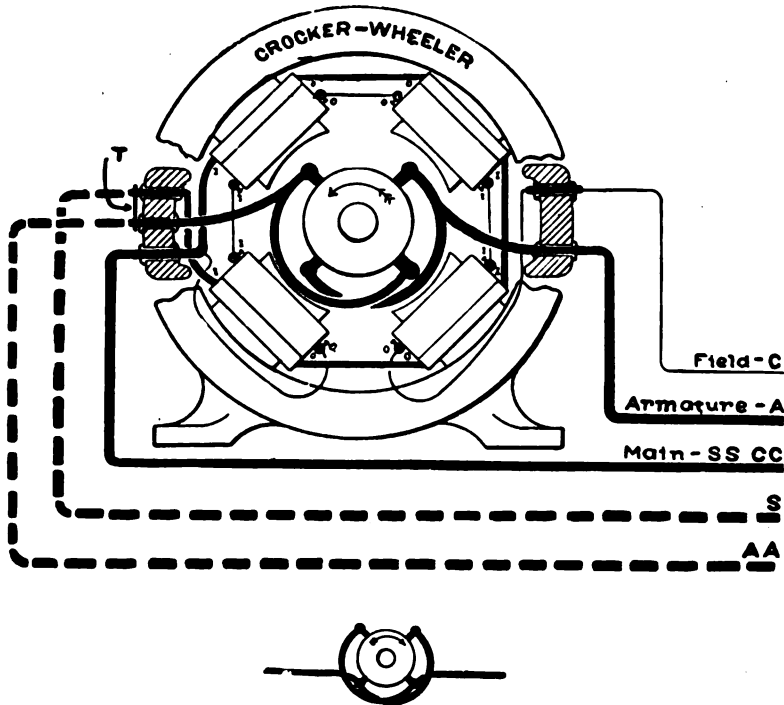 CROCKER-WHEELER
T
Field-C
Armature-A
Main-SS CC
S
AA